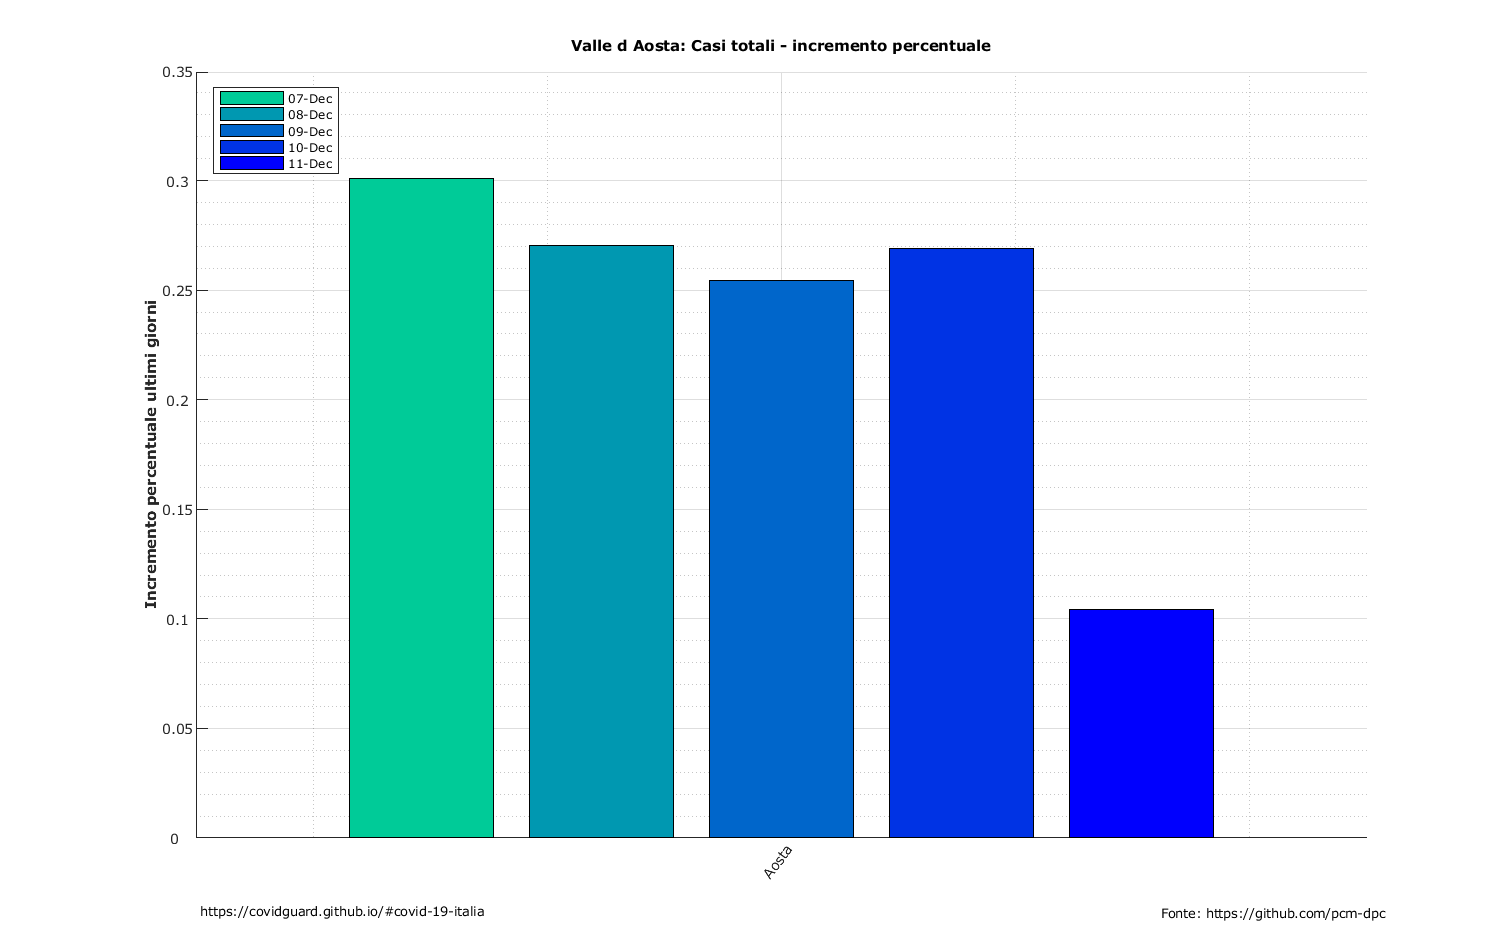 Valle d Aosta: Casi totali - incremento percentuale
0.35
07-Dec
08-Dec
09-Dec
10-Dec
11-Dec
0.3
0.25
0.2
0.15
0.1
0.05
0
Incremento percentuale ultimi giorni
Aosta
https://covidguard.github.io/#covid-19-italia
Fonte: https://github.com/pcm-dpc